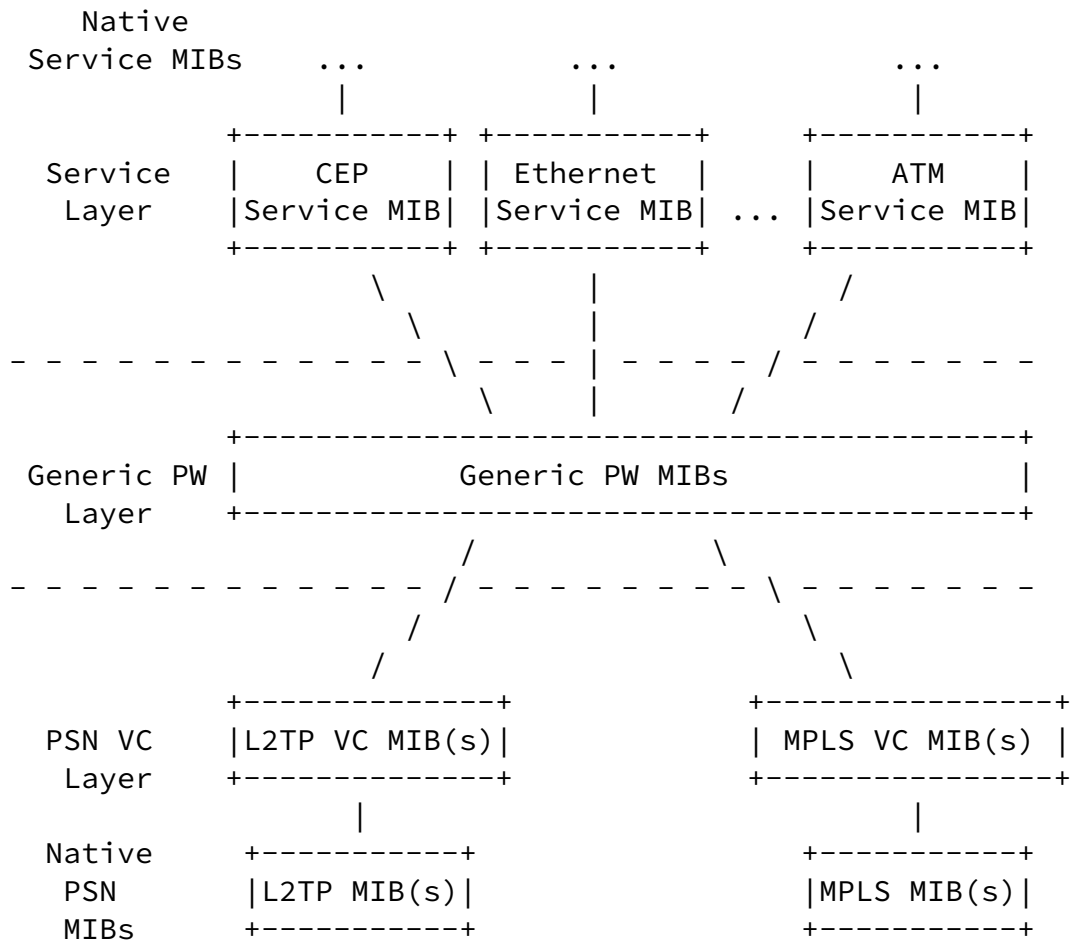 Native
Service MIBs ... ... ...
Service CEP Ethernet ATM
Layer Service MIB Service MIB ... Service MIB
Generic PW Generic PW MIBs
Layer
PSN VC L2TP VC MIB(s) MPLS VC MIB(s)
Layer
Native
PSN L2TP MIB(s) MPLS MIB(s)
MIBs